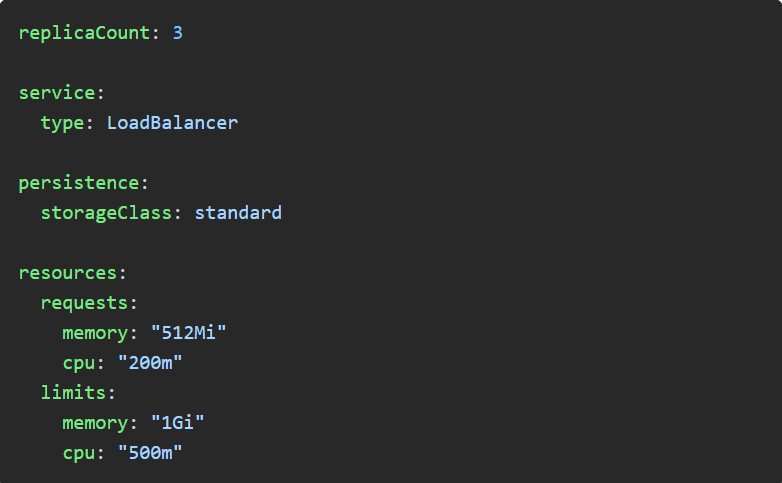 replicaCount: 3
service:
  type: LoadBalancer
persistence:
  storageClass: standard
resources:
  requests:
    memory: "512Mi"
    cpu: "200m"
  limits:
    memory: "1Gi"
    cpu: "500m"